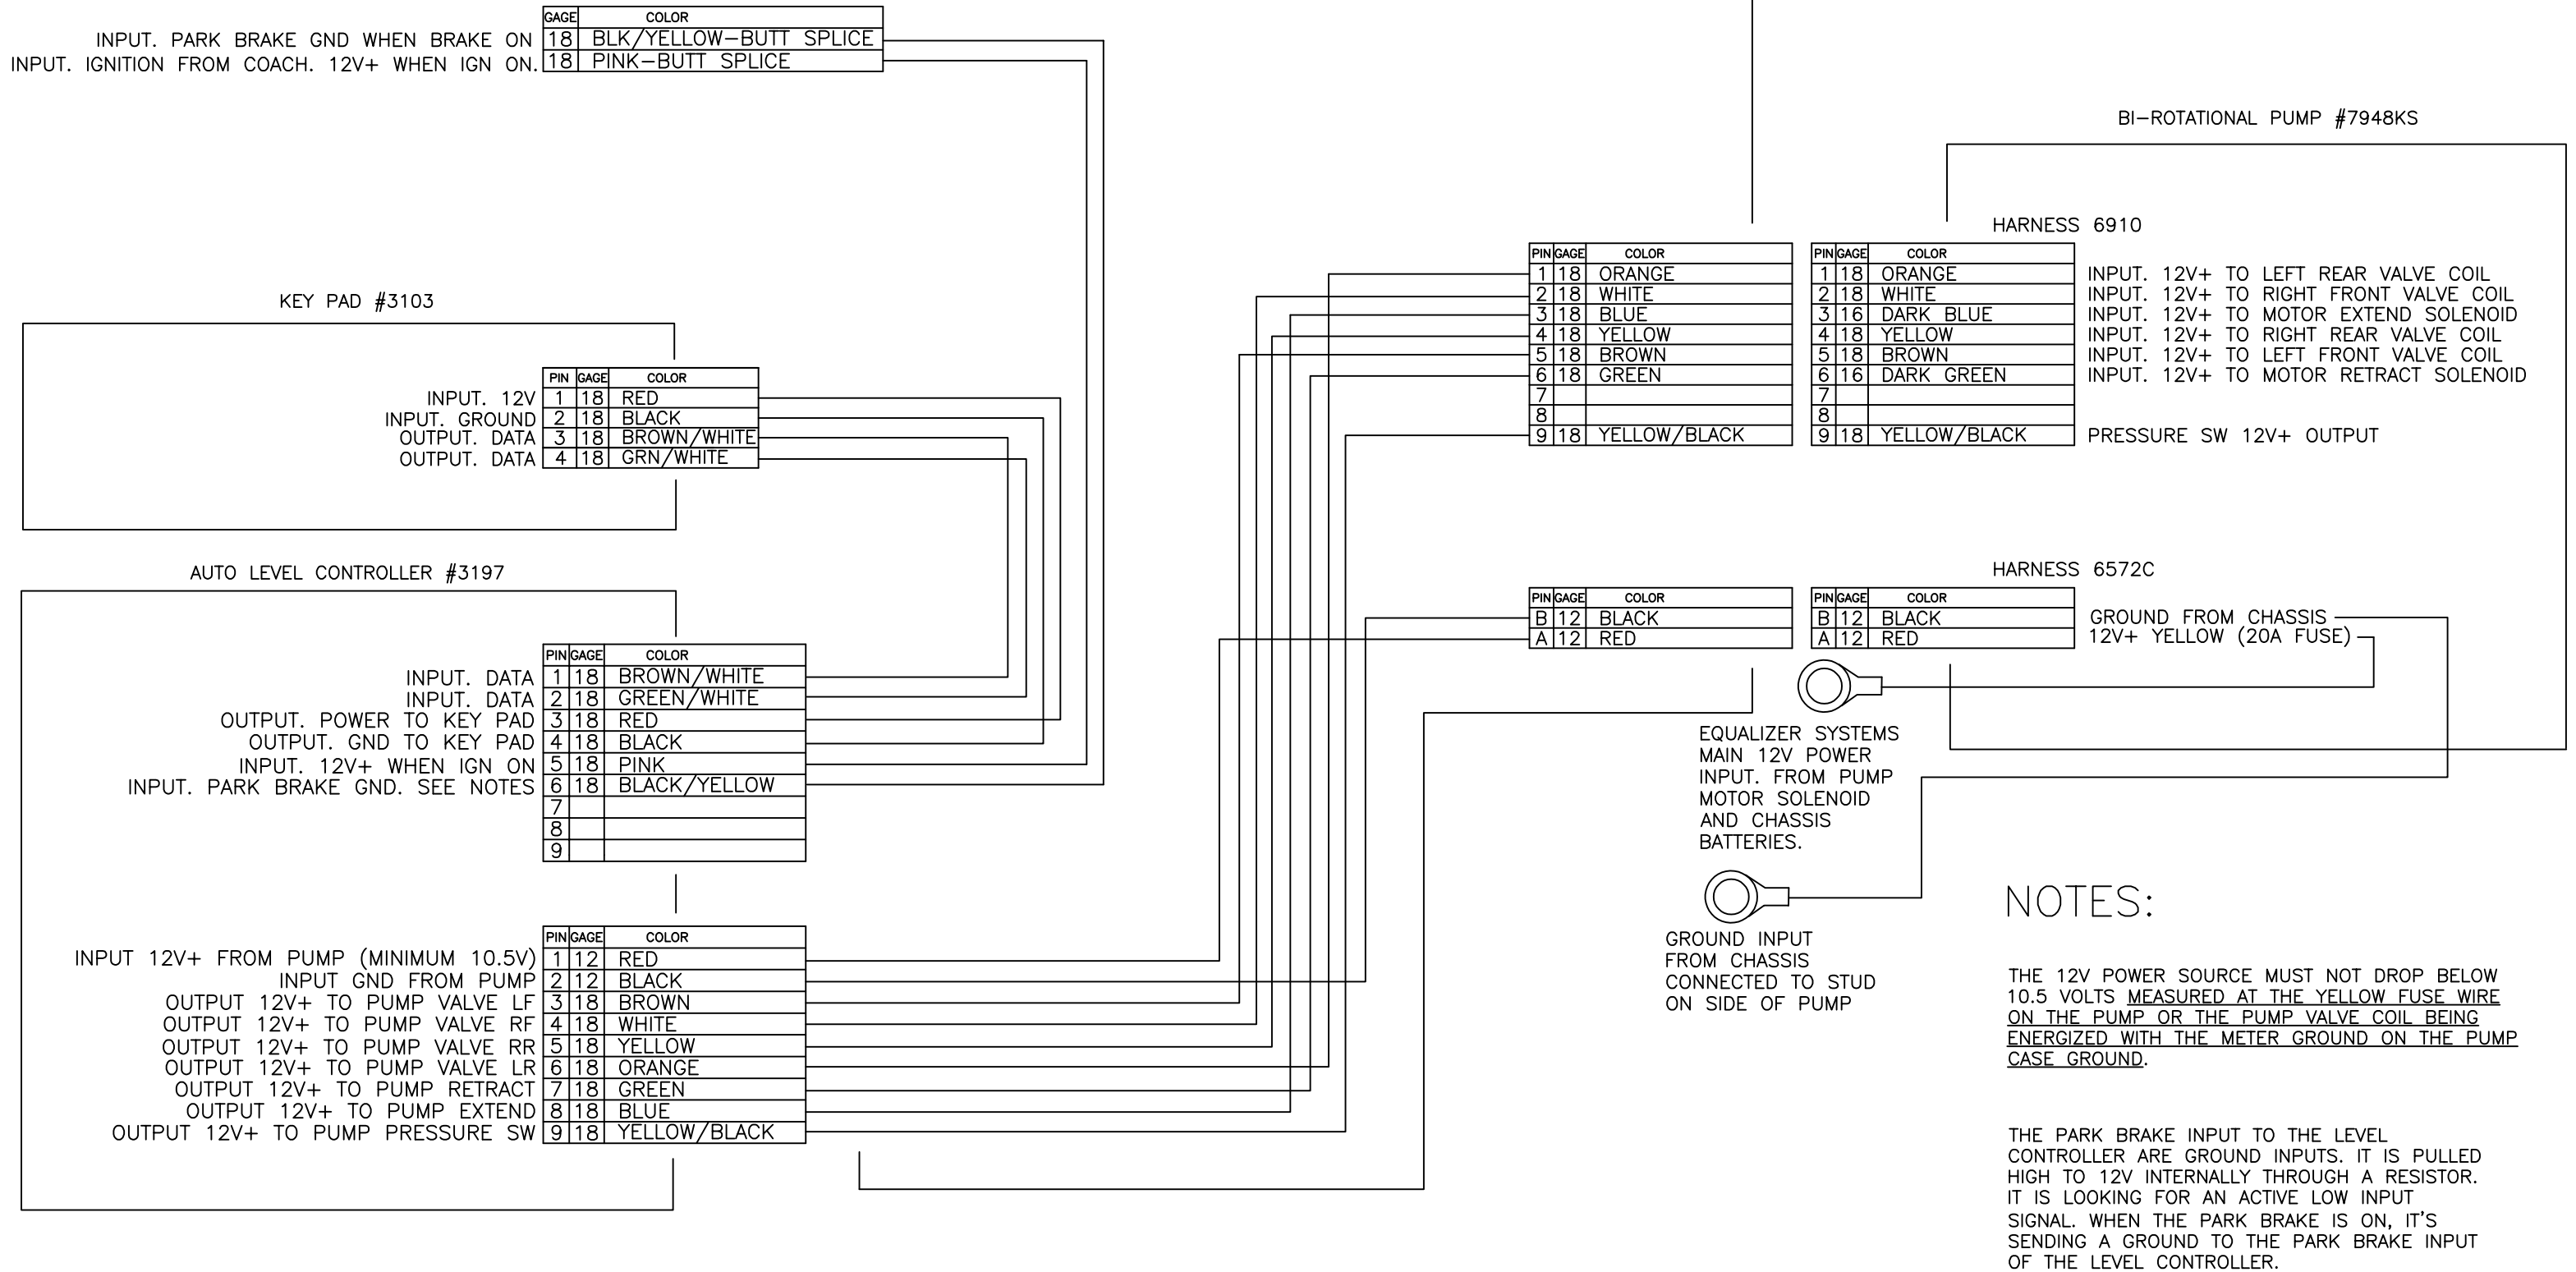 GAGE COLOR
INPUT. PARK BRAKE GND WHEN BRAKE ON 18 BLK/YELLOW-BUTT SPLICE
INPUT. IGNITION FROM COACH. 12V+ WHEN IGN ON. 18 PINK-BUTT SPLICE
KEY PAD #3103
PIN GAGE COLOR
INPUT. 12V 1 18 RED
INPUT. GROUND 2 18 BLACK
OUTPUT. DATA 3 18 BROWN/WHITE
OUTPUT. DATA 4 18 GRN/WHITE
AUTO LEVEL CONTROLLER #3197
PIN GAGE COLOR
INPUT. DATA 1 18 BROWN/WHITE
INPUT. DATA 2 18 GREEN/WHITE
OUTPUT. POWER TO KEY PAD 3 18 RED
OUTPUT. GND TO KEY PAD 4 18 BLACK
INPUT. 12V+ WHEN IGN ON 5 18 PINK
INPUT. PARK BRAKE GND. SEE NOTES 6 18 BLACK/YELLOW
7
8
9
PIN GAGE COLOR
INPUT 12V+ FROM PUMP (MINIMUM 10.5V) 1 12 RED
INPUT GND FROM PUMP 2 12 BLACK
OUTPUT 12V+ TO PUMP VALVE LF 3 18 BROWN
OUTPUT 12V+ TO PUMP VALVE RF 4 18 WHITE
OUTPUT 12V+ TO PUMP VALVE RR 5 18 YELLOW
OUTPUT 12V+ TO PUMP VALVE LR 6 18 ORANGE
OUTPUT 12V+ TO PUMP RETRACT 7 18 GREEN
OUTPUT 12V+ TO PUMP EXTEND 8 18 BLUE
OUTPUT 12V+ TO PUMP PRESSURE SW 9 18 YELLOW/BLACK
BI-ROTATIONAL PUMP #7948KS
HARNESS 6910
PIN GAGE COLOR PIN GAGE COLOR
1 18 ORANGE 1 18 ORANGE INPUT. 12V+ TO LEFT REAR VALVE COIL
2 18 WHITE 2 18 WHITE INPUT. 12V+ TO RIGHT FRONT VALVE COIL
3 18 BLUE 3 16 DARK BLUE INPUT. 12V+ TO MOTOR EXTEND SOLENOID
4 18 YELLOW 4 18 YELLOW INPUT. 12V+ TO RIGHT REAR VALVE COIL
5 18 BROWN 5 18 BROWN INPUT. 12V+ TO LEFT FRONT VALVE COIL
6 18 GREEN 6 16 DARK GREEN INPUT. 12V+ TO MOTOR RETRACT SOLENOID
7 7
8 8
9 18 YELLOW/BLACK 9 18 YELLOW/BLACK PRESSURE SW 12V+ OUTPUT
HARNESS 6572C
PIN GAGE COLOR PIN GAGE COLOR
B 12 BLACK B 12 BLACK GROUND FROM CHASSIS
A 12 RED A 12 RED 12V+ YELLOW (20A FUSE)
EQUALIZER SYSTEMS
MAIN 12V POWER
INPUT. FROM PUMP
MOTOR SOLENOID
AND CHASSIS
BATTERIES.
GROUND INPUT
FROM CHASSIS
CONNECTED TO STUD
ON SIDE OF PUMP
NOTES:
THE 12V POWER SOURCE MUST NOT DROP BELOW
10.5 VOLTS MEASURED AT THE YELLOW FUSE WIRE
ON THE PUMP OR THE PUMP VALVE COIL BEING
ENERGIZED WITH THE METER GROUND ON THE PUMP
CASE GROUND.
THE PARK BRAKE INPUT TO THE LEVEL
CONTROLLER ARE GROUND INPUTS. IT IS PULLED
HIGH TO 12V INTERNALLY THROUGH A RESISTOR.
IT IS LOOKING FOR AN ACTIVE LOW INPUT
SIGNAL. WHEN THE PARK BRAKE IS ON, IT'S
SENDING A GROUND TO THE PARK BRAKE INPUT
OF THE LEVEL CONTROLLER.